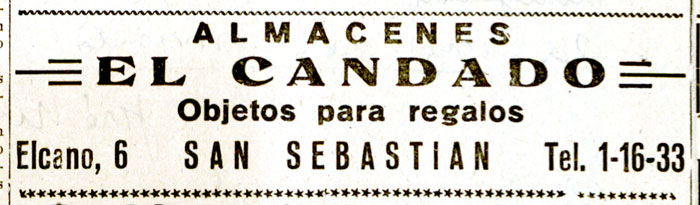 ALMACENES
EL CANDADO
Objetos para regalos
Elcano, 6 SAN SEBASTIAN Tel. 1-16-33